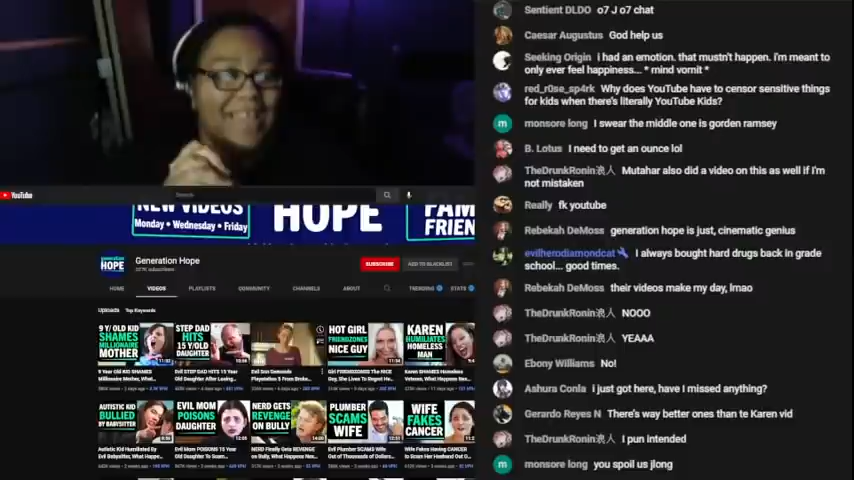 YouTube
Search
NEW VIDEOS
Monday • Wednesday • Friday
HOPE
FAM
FRIEN
generation
HOPE
Generation Hope
SUBSCRIBE
ADD TO BLACKLIST
HOME VIDEOS PLAYLISTS COMMUNITY CHANNELS ABOUT TRENDING STATS
Uploads Top Keywords
9 Y/ OLD KID
SHAMES
MILLIONAIRE
MOTHER
STEP DAD
HITS
15 Y/OLD
DAUGHTER
HOT GIRL
FRIENDZONES
NICE GUY
KAREN
HUMILIATES
HOMELESS
MAN
AUTISTIC KID
BULLIED
BY BABYSITTER
EVIL MOM
POISONS
DAUGHTER
NERD GETS
REVENGE
ON BULLY
PLUMBER
SCAMS
WIFE
WIFE
FAKES
CANCER
Sentient DLDO o7 J o7 chat
Caesar Augustus God help us
Seeking Origin i had an emotion. that mustn't happen. i'm meant to
only ever feel happiness... * mind vomit *
red_r0se_sp4rk Why does YouTube have to censor sensitive things
for kids when there's literally YouTube Kids?
m monsore long I swear the middle one is gorden ramsey
B. Lotus I need to get an ounce lol
TheDrunkRonin浪人 Mutahar also did a video on this as well if i'm
not mistaken
Really fk youtube
Rebekah DeMoss generation hope is just, cinematic genius
evilherodiamondcat I always bought hard drugs back in grade
school... good times.
Rebekah DeMoss their videos make my day, lmao
TheDrunkRonin浪人 NOOO
TheDrunkRonin浪人 YEAAA
Ebony Williams No!
Ashura Conla i just got here, have I missed anything?
Gerardo Reyes N There's way better ones than te Karen vid
TheDrunkRonin浪人 I pun intended
m monsore long you spoil us jlong